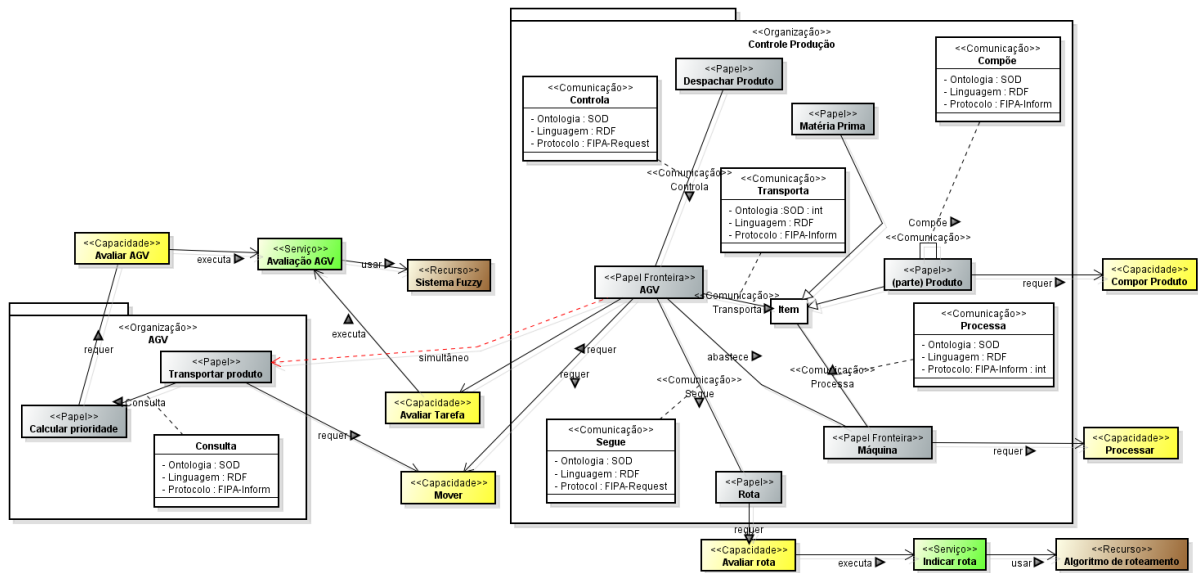 <<Organização>>
Controle Produção
<<Comunicação>>
Compõe
- Ontologia : SOD
- Linguagem : RDF
- Protocolo : FIPA-Inform
<<Papel>>
Despachar Produto
<<Comunicação>>
Controla
- Ontologia : SOD
- Linguagem : RDF
- Protocolo : FIPA-Request
<<Papel>>
Matéria Prima
<<Comunicação>>
Controla
<<Comunicação>>
Transporta
- Ontologia :SOD : int
- Linguagem : RDF
- Protocolo : FIPA-Inform
Compõe
<<Comunicação>>
<<Capacidade>>
Avaliar AGV
executa
<<Serviço>>
Avaliação AGV
usar
<<Recurso>>
Sistema Fuzzy
<<Papel Fronteira>>
AGV
<<Comunicação>>
Transporta
Item
<<Papel>>
(parte) Produto
requer
<<Capacidade>>
Compor Produto
<<Organização>>
AGV
requer
<<Papel>>
Transportar produto
executa
simultâneo
requer
requer
abastece
<<Comunicação>>
Processa
<<Comunicação>>
Processa
- Ontologia : SOD
- Linguagem : RDF
- Protocolo: FIPA-Inform : int
<<Comunicação>>
Segue
Consulta
<<Papel>>
Calcular prioridade
<<Capacidade>>
Avaliar Tarefa
Consulta
- Ontologia : SOD
- Linguagem : RDF
- Protocolo : FIPA-Inform
requer
<<Comunicação>>
Segue
- Ontologia : SOD
- Linguagem : RDF
- Protocol : FIPA-Request
<<Papel Fronteira>>
Máquina
requer
<<Capacidade>>
Processar
<<Capacidade>>
Mover
<<Papel>>
Rota
requer
<<Capacidade>>
Avaliar rota
executa
<<Serviço>>
Indicar rota
usar
<<Recurso>>
Algoritmo de roteamento